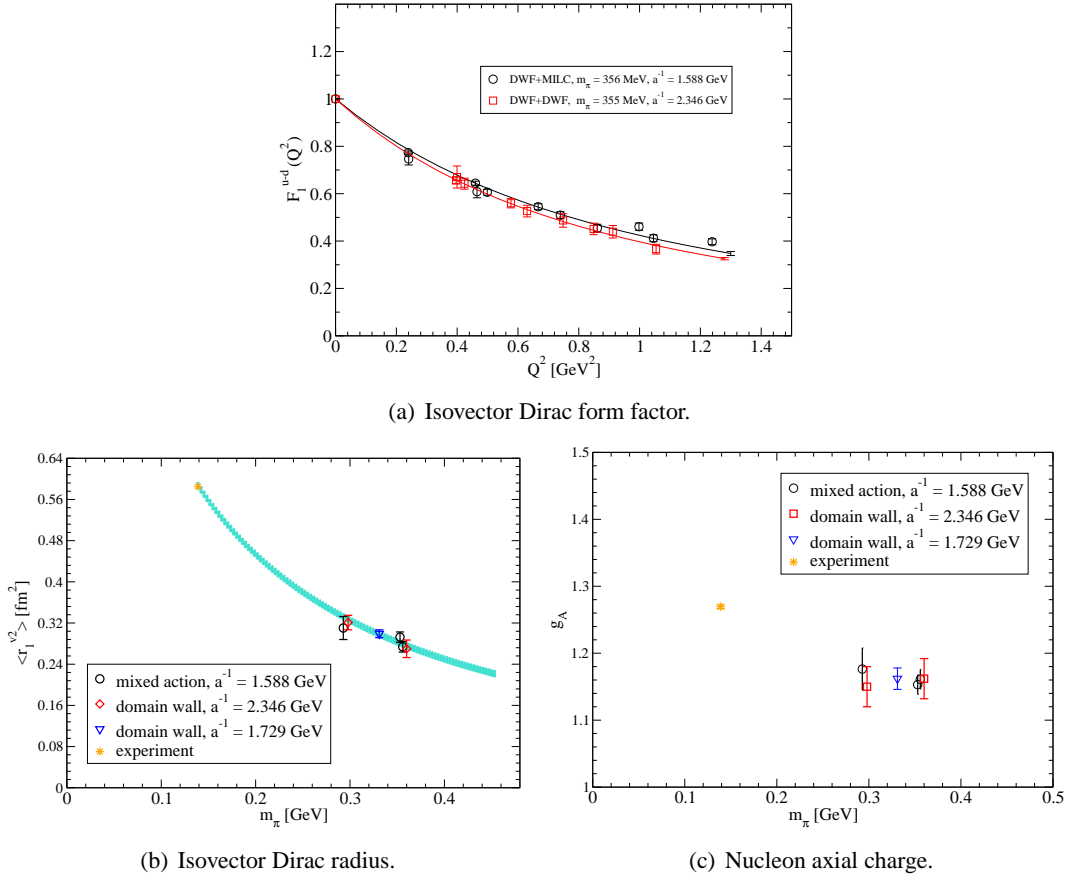 1.2
1
0.8
0.6
0.4
0.2
0
F₁ᵘ⁻ᵈ(Q²)
DWF+MILC, m_π = 356 MeV, a⁻¹ = 1.588 GeV
DWF+DWF, m_π = 355 MeV, a⁻¹ = 2.346 GeV
0 0.2 0.4 0.6 0.8 1 1.2 1.4
Q² [GeV²]
(a) Isovector Dirac form factor.
0.64
0.56
0.48
0.4
0.32
0.24
0.16
0.08
0
<r₁ᵛ²> [fm²]
mixed action, a⁻¹ = 1.588 GeV
domain wall, a⁻¹ = 2.346 GeV
domain wall, a⁻¹ = 1.729 GeV
experiment
0 0.1 0.2 0.3 0.4
m_π [GeV]
(b) Isovector Dirac radius.
1.5
1.4
1.3
1.2
1.1
1
g_A
mixed action, a⁻¹ = 1.588 GeV
domain wall, a⁻¹ = 2.346 GeV
domain wall, a⁻¹ = 1.729 GeV
experiment
0 0.1 0.2 0.3 0.4 0.5
m_π [GeV]
(c) Nucleon axial charge.